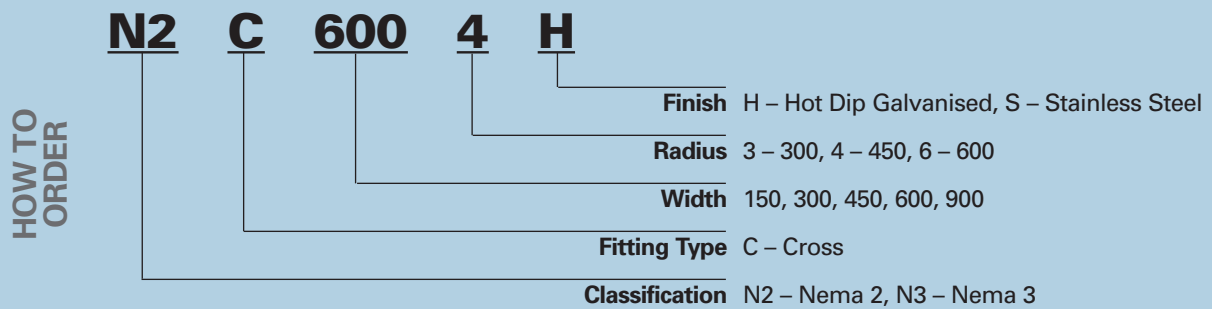 N2 C 600 4 H
HOW TO
ORDER
Finish H – Hot Dip Galvanised, S – Stainless Steel
Radius 3 – 300, 4 – 450, 6 – 600
Width 150, 300, 450, 600, 900
Fitting Type C – Cross
Classification N2 – Nema 2, N3 – Nema 3